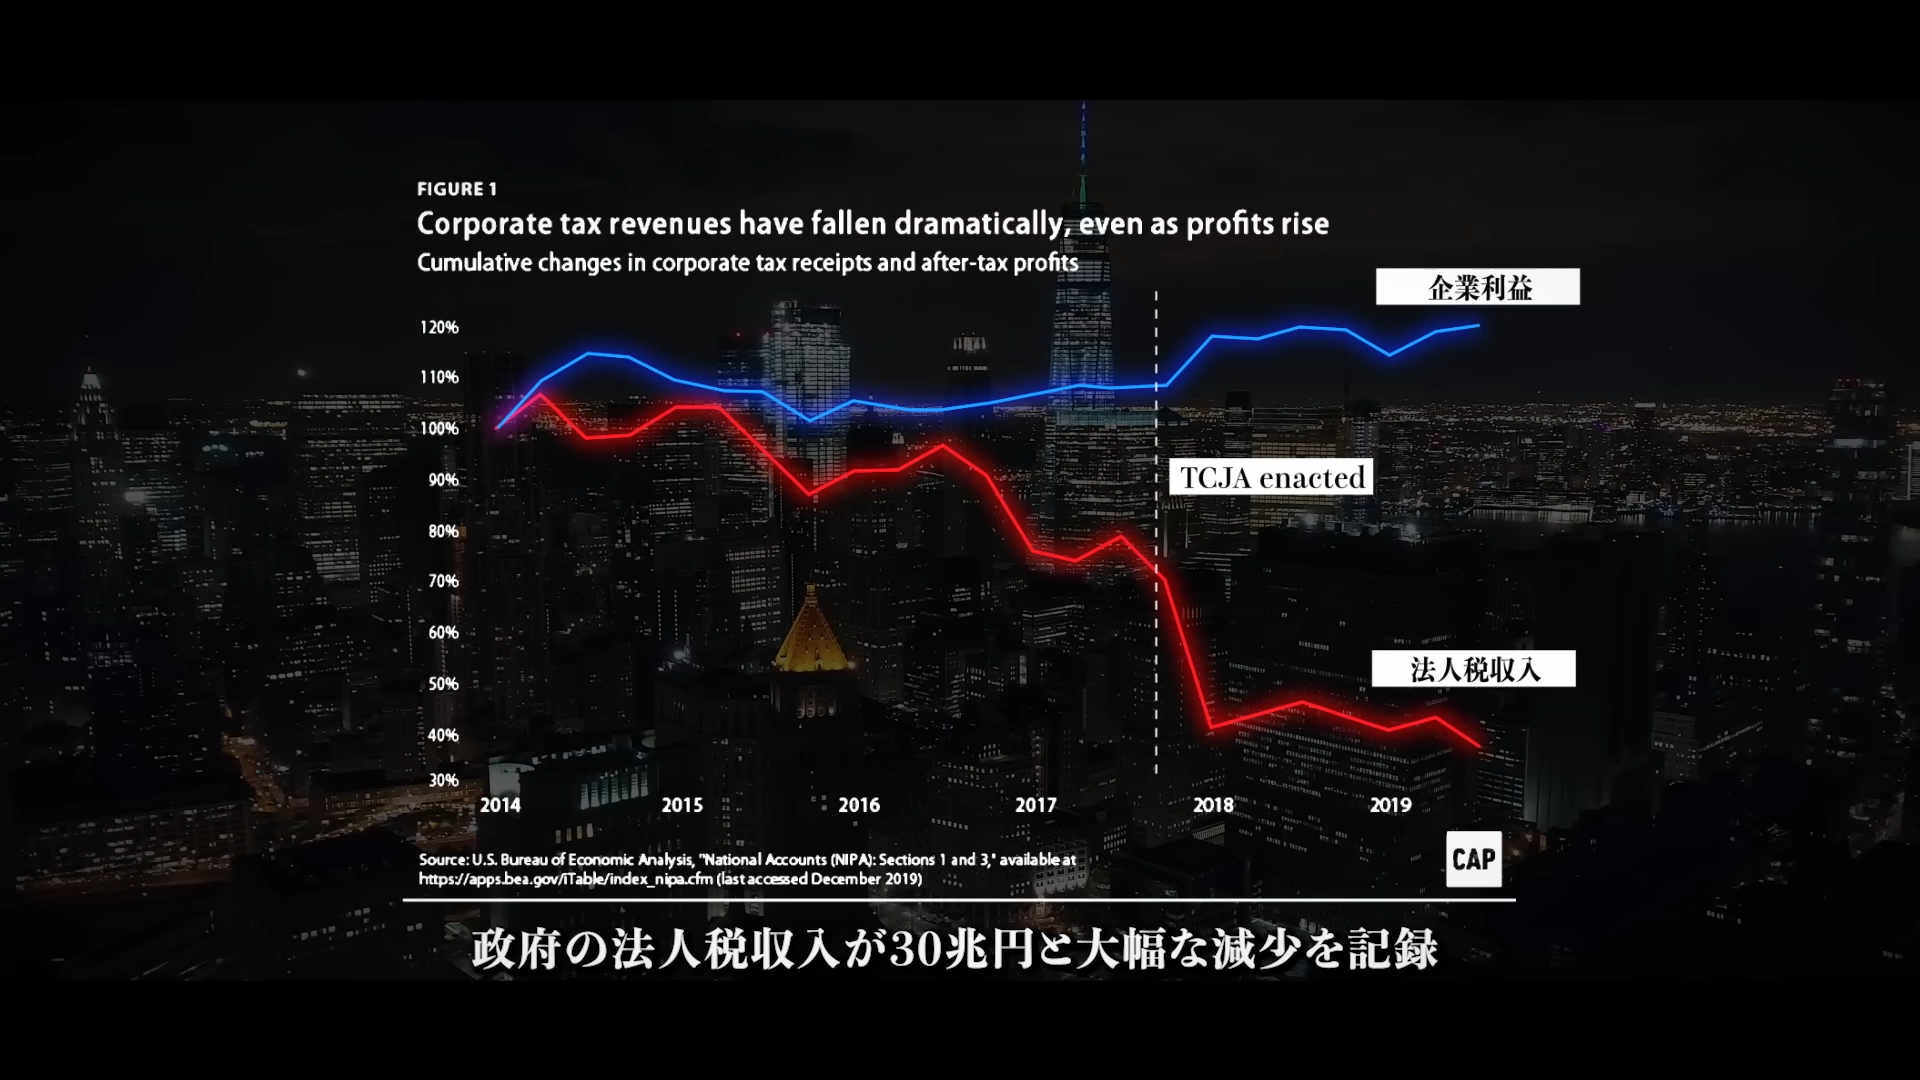 FIGURE 1
Corporate tax revenues have fallen dramatically, even as profits rise
Cumulative changes in corporate tax receipts and after-tax profits
企業利益
120%
110%
100%
90%
TCJA enacted
80%
70%
60%
法人税収入
50%
40%
30%
2014 2015 2016 2017 2018 2019
Source: U.S. Bureau of Economic Analysis, "National Accounts (NIPA): Sections 1 and 3," available at
https://apps.bea.gov/iTable/index_nipa.cfm (last accessed December 2019)
CAP
政府の法人税収入が30兆円と大幅な減少を記録